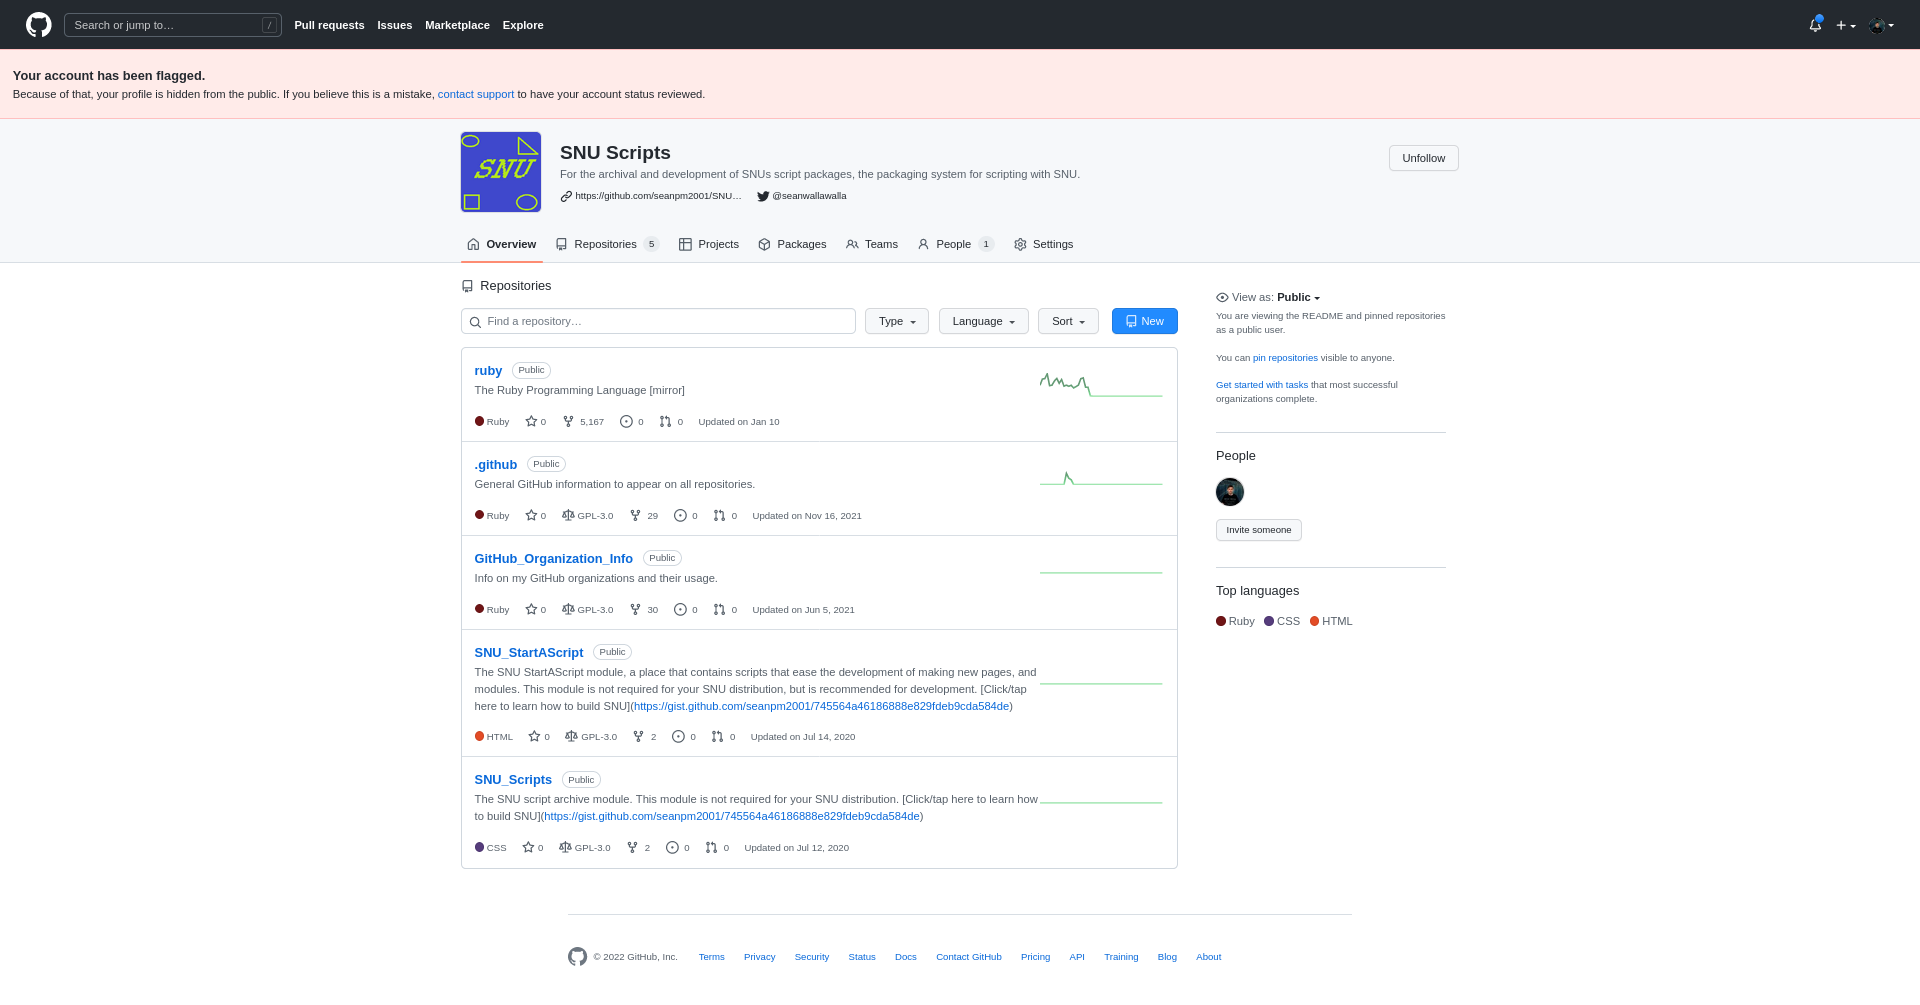 Search or jump to… /
Pull requests Issues Marketplace Explore
Your account has been flagged.
Because of that, your profile is hidden from the public. If you believe this is a mistake, contact support to have your account status reviewed.
SNU
SNU Scripts
Unfollow
For the archival and development of SNUs script packages, the packaging system for scripting with SNU.
https://github.com/seanpm2001/SNU… @seanwallawalla
Overview Repositories 5 Projects Packages Teams People 1 Settings
Repositories
Find a repository… Type Language Sort New
ruby Public
The Ruby Programming Language [mirror]
Ruby 0 5,167 0 0 Updated on Jan 10
.github Public
General GitHub information to appear on all repositories.
Ruby 0 GPL-3.0 29 0 0 Updated on Nov 16, 2021
GitHub_Organization_Info Public
Info on my GitHub organizations and their usage.
Ruby 0 GPL-3.0 30 0 0 Updated on Jun 5, 2021
SNU_StartAScript Public
The SNU StartAScript module, a place that contains scripts that ease the development of making new pages, and
modules. This module is not required for your SNU distribution, but is recommended for development. [Click/tap
here to learn how to build SNU](https://gist.github.com/seanpm2001/745564a46186888e829fdeb9cda584de)
HTML 0 GPL-3.0 2 0 0 Updated on Jul 14, 2020
SNU_Scripts Public
The SNU script archive module. This module is not required for your SNU distribution. [Click/tap here to learn how
to build SNU](https://gist.github.com/seanpm2001/745564a46186888e829fdeb9cda584de)
CSS 0 GPL-3.0 2 0 0 Updated on Jul 12, 2020
View as: Public
You are viewing the README and pinned repositories
as a public user.
You can pin repositories visible to anyone.
Get started with tasks that most successful
organizations complete.
People
Invite someone
Top languages
Ruby CSS HTML
© 2022 GitHub, Inc. Terms Privacy Security Status Docs Contact GitHub Pricing API Training Blog About